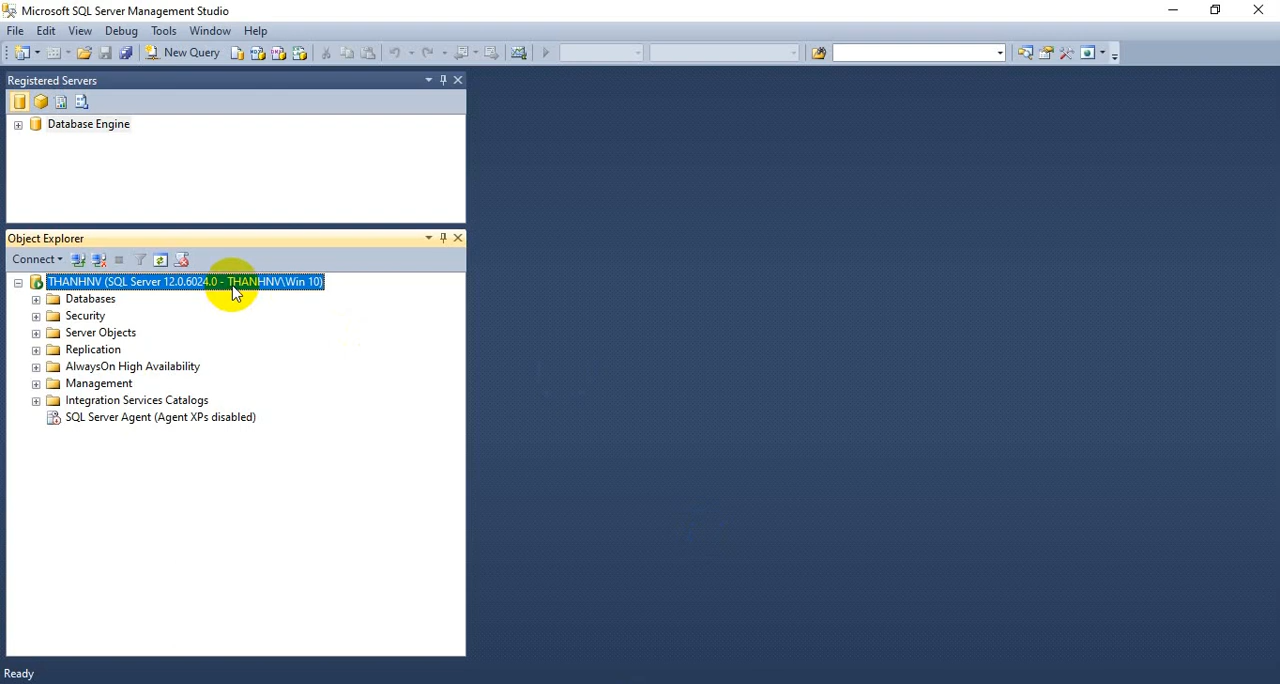 Microsoft SQL Server Management Studio
File Edit View Debug Tools Window Help
New Query
Registered Servers
Database Engine
Object Explorer
Connect
THANHNV (SQL Server 12.0.6024.0 - THANHNV\Win 10)
Databases
Security
Server Objects
Replication
AlwaysOn High Availability
Management
Integration Services Catalogs
SQL Server Agent (Agent XPs disabled)
Ready